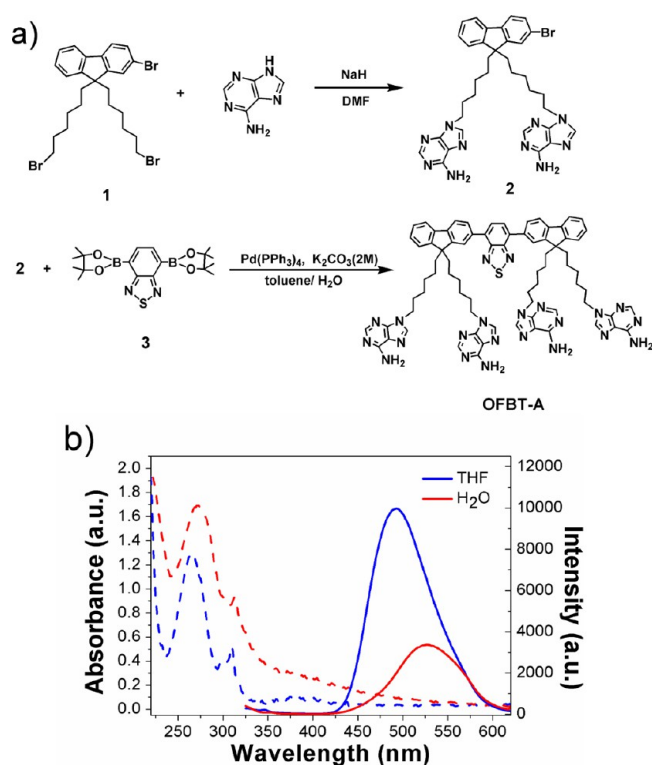 a)
Br
Br
Br
1
+
H
N
N
N
N
NH2
NaH
DMF
Br
N
N
N
N
NH2
N
N
N
N
NH2
2
2 +
O
B
O
O
B
O
N
S
N
3
Pd(PPh3)4, K2CO3(2M)
toluene/ H2O
N
S
N
N
N
N
N
NH2
N
N
N
N
NH2
N
N
N
N
NH2
N
N
N
N
NH2
OFBT-A
b)
THF
H2O
Absorbance (a.u.)
2.0
1.8
1.6
1.4
1.2
1.0
0.8
0.6
0.4
0.2
0.0
12000
10000
8000
6000
4000
2000
0
Intensity (a.u.)
250 300 350 400 450 500 550 600
Wavelength (nm)